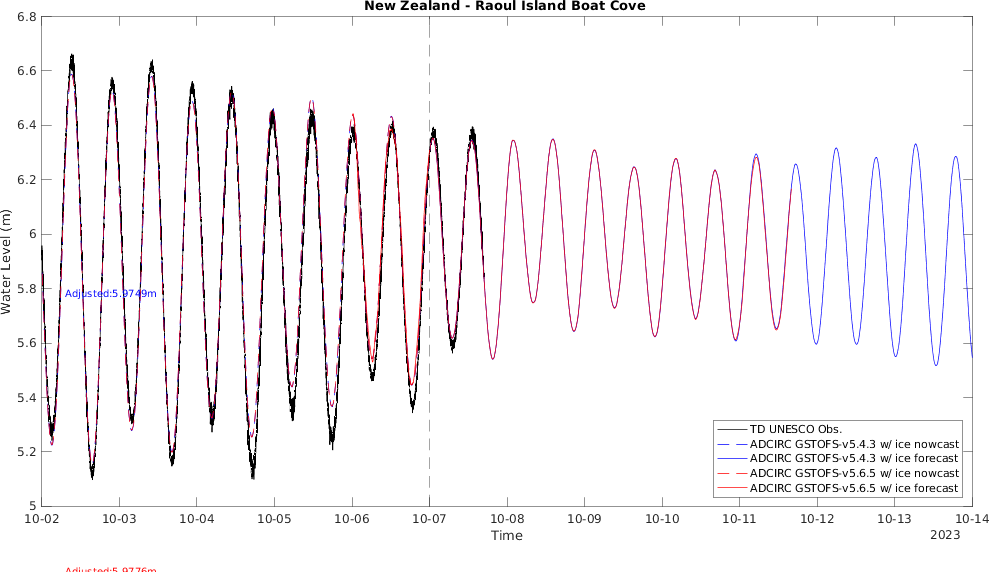 New Zealand - Raoul Island Boat Cove
6.8
6.6
6.4
6.2
6
5.8
5.6
5.4
5.2
5
Water Level (m)
Adjusted:5.9749m
TD UNESCO Obs.
ADCIRC GSTOFS-v5.4.3 w/ ice nowcast
ADCIRC GSTOFS-v5.4.3 w/ ice forecast
ADCIRC GSTOFS-v5.6.5 w/ ice nowcast
ADCIRC GSTOFS-v5.6.5 w/ ice forecast
10-02 10-03 10-04 10-05 10-06 10-07 10-08 10-09 10-10 10-11 10-12 10-13 10-14
Time
2023
Adjusted:5.9776m